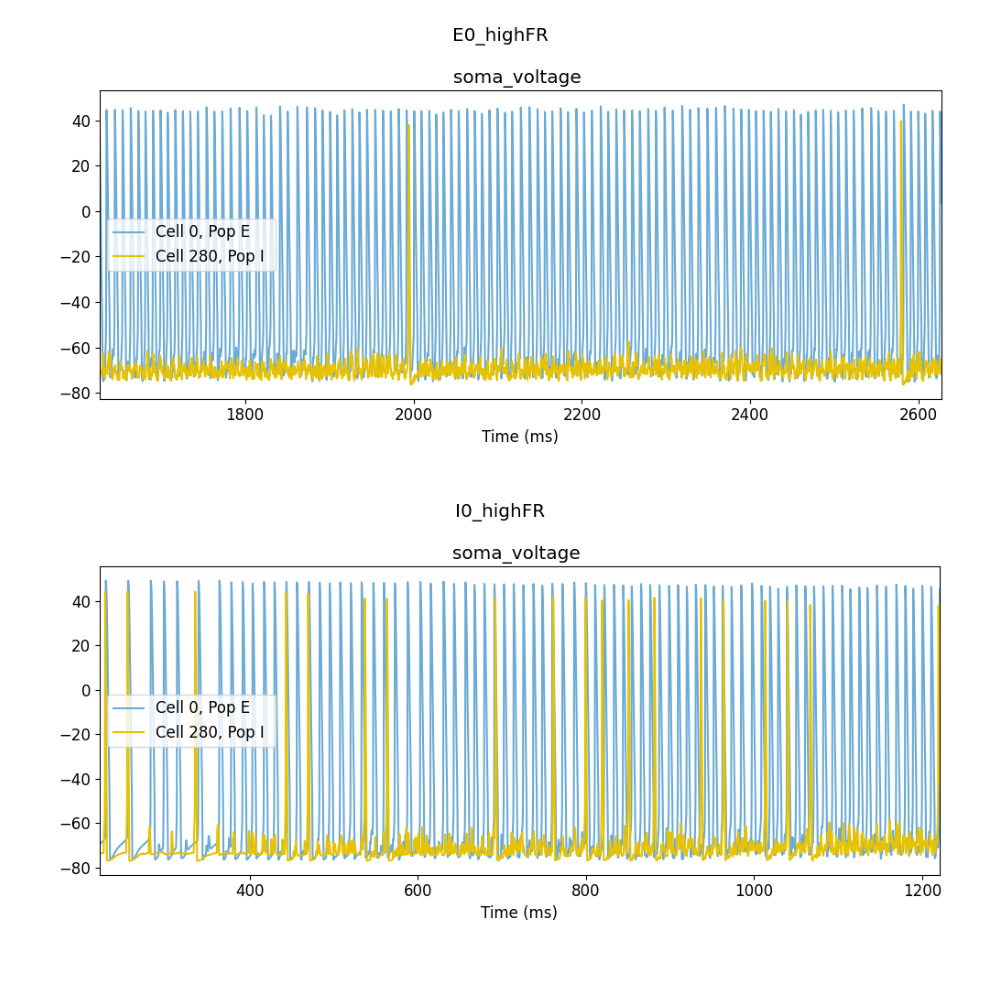 E0_highFR
soma_voltage
40
20
0
−20
−40
−60
−80
Cell 0, Pop E
Cell 280, Pop I
1800 2000 2200 2400 2600
Time (ms)
I0_highFR
soma_voltage
40
20
0
−20
−40
−60
−80
Cell 0, Pop E
Cell 280, Pop I
400 600 800 1000 1200
Time (ms)